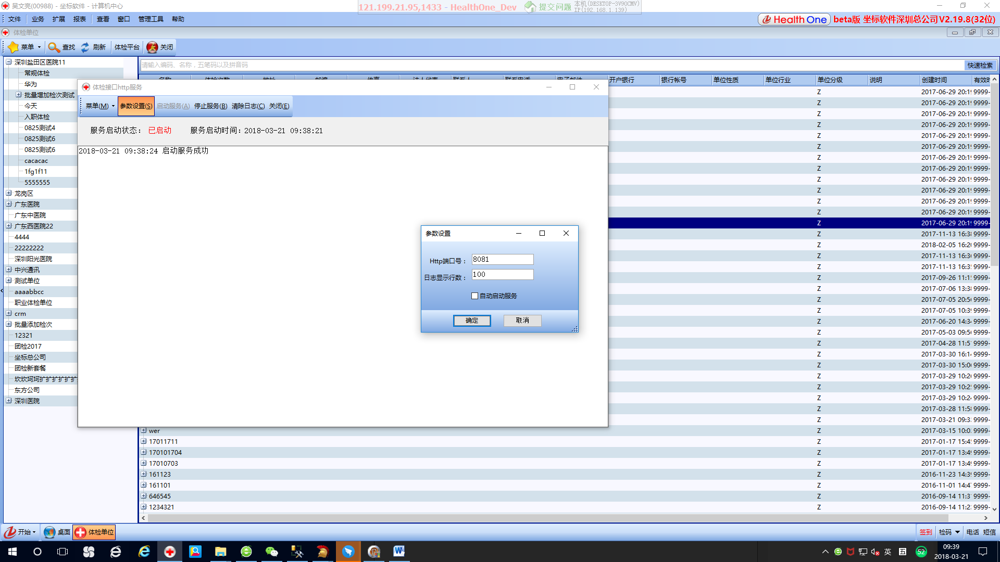 吴文亮(00988) - 坐标软件 - 计算机中心
121.199.21.95,1433 - HealthOne_Dev 提交问题 本机(DESKTOP-3V90CMV)
IP(192.168.1.139)
文件 业务 扩展 报表 查看 窗口 管理工具 帮助
Health One beta版 坐标软件深圳总公司V2.19.8(32位)
体检单位
菜单 查找 刷新 体检平台 关闭
请输入编码、名称，五笔码以及拼音码 快速检索
开户银行 银行帐号 单位性质 单位行业 单位分级 说明 创建时间 有效时
深圳盐田区医院11
常规体检
华为
批量增加检次测试
今天
入职体检
0825测试4
0825测试6
0825测试6
cacacac
1fg1f11
5555555
龙岗区
广东医院
广东中医院
广东西医院22
4444
22222222
深圳阳光医院
中兴通讯
测试单位
aaaabbcc
职业体检单位
crm
批量添加检次
12321
团检2017
坐标总公司
团检新套餐
坎坎坷坷扩扩扩扩扩扩
东方公司
深圳医院
体检接口http服务
菜单(M) 参数设置(S) 启动服务(A) 停止服务(B) 清除日志(C) 关闭(E)
服务启动状态： 已启动 服务启动时间：2018-03-21 09:38:21
2018-03-21 09:38:24 启动服务成功
参数设置
Http端口号： 8081
日志显示行数： 100
自动启动服务
确定 取消
Z 2017-06-29 20:1 9999-
Z 2017-06-29 20:1 9999-
Z 2017-06-29 20:1 9999-
Z 2017-06-29 20:1 9999-
Z 2017-06-29 20:1 9999-
Z 2017-06-29 20:1 9999-
Z 2017-06-29 20:1 9999-
Z 2017-06-29 20:1 9999-
Z 2017-06-29 20:1 9999-
Z 2017-06-29 20:1 9999-
Z 2017-06-29 20:1 9999-
Z 2017-06-29 20:1 9999-
Z 2017-06-29 20:1 9999-
Z 2017-11-13 16:3 9999-
Z 2018-02-05 16:2 9999-
Z 2017-11-13 16:3 9999-
Z 2017-11-13 16:3 9999-
Z 2017-09-26 11:1 9999-
Z 2017-07-06 13:3 9999-
Z 2017-07-05 20:5 9999-
Z 2017-07-05 10:3 9999-
Z 2017-06-20 14:3 9999-
Z 2017-05-03 09:5 9999-
Z 2017-04-28 11:5 9999-
Z 2017-03-30 16:1 9999-
Z 2017-03-30 15:0 9999-
Z 2017-03-29 10:2 9999-
Z 2017-03-29 10:2 9999-
Z 2017-03-29 10:2 9999-
Z 2017-03-28 11:5 9999-
Z 2017-03-21 09:3 9999-
wer Z 2017-03-15 10:0 9999-
17011711 Z 2017-01-17 15:4 9999-
170101704 Z 2017-01-17 13:4 9999-
17010703 Z 2017-01-17 13:4 9999-
161123 Z 2016-11-23 14:3 9999-
161101 Z 2016-11-01 14:4 9999-
646545 Z 2016-09-14 11:3 9999-
1234321 Z 2016-09-14 11:2 9999-
开始 桌面 体检单位 签到 检码 电话 短信
英 五 52 09:39
2018-03-21